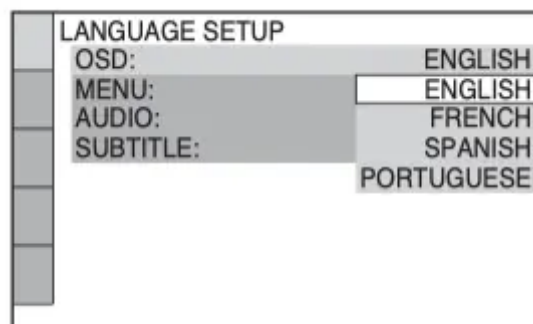 LANGUAGE SETUP
OSD: ENGLISH
MENU: ENGLISH
AUDIO: FRENCH
SUBTITLE: SPANISH
PORTUGUESE